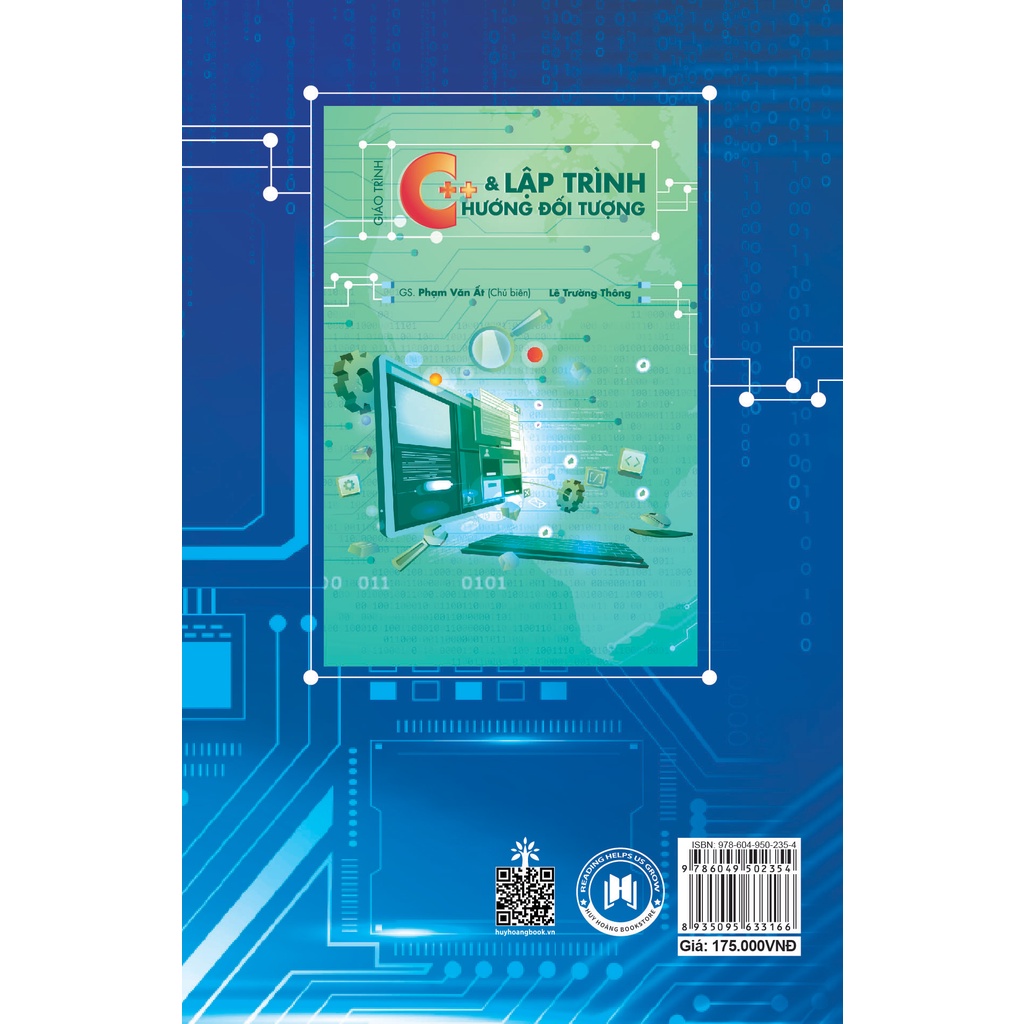 GIÁO TRÌNH
C++ & LẬP TRÌNH
HƯỚNG ĐỐI TƯỢNG
GS. Phạm Văn Ất (Chủ biên) Lê Trường Thông
00 011 0101
huyhoangbook.vn
READING HELPS US GROW
HUY HOÀNG BOOKSTORE
ISBN: 978-604-950-235-4
9 786049 502354
8 935095 633166
Giá: 175.000VNĐ